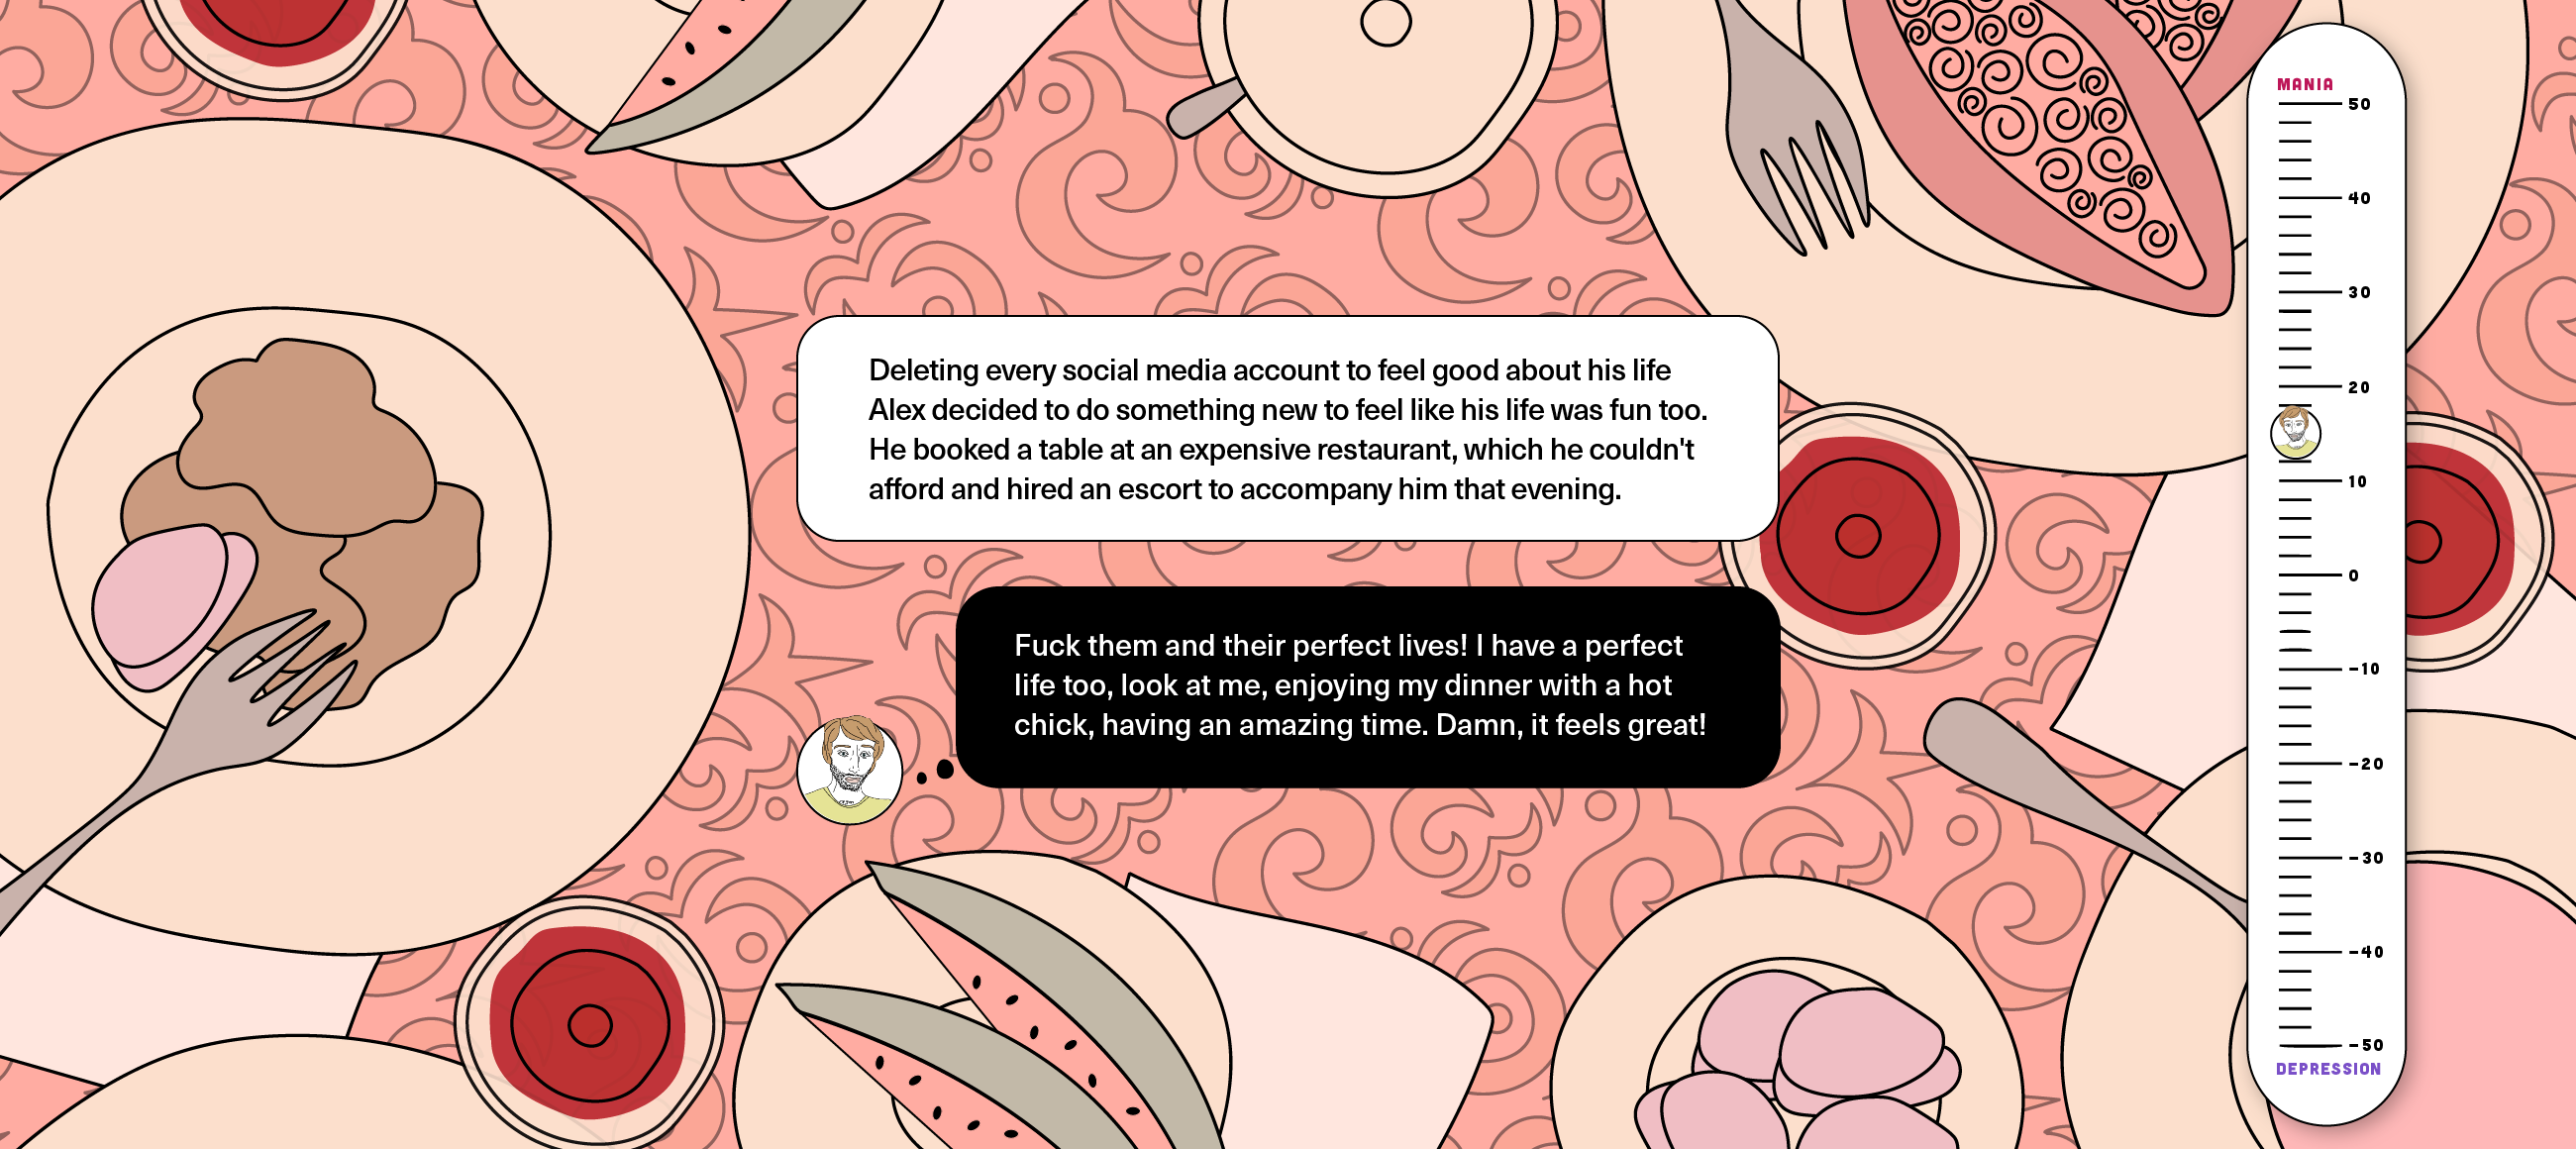 Deleting every social media account to feel good about his life
Alex decided to do something new to feel like his life was fun too.
He booked a table at an expensive restaurant, which he couldn't
afford and hired an escort to accompany him that evening.
Fuck them and their perfect lives! I have a perfect
life too, look at me, enjoying my dinner with a hot
chick, having an amazing time. Damn, it feels great!
MANIA
50
40
30
20
10
0
-10
-20
-30
-40
-50
DEPRESSION